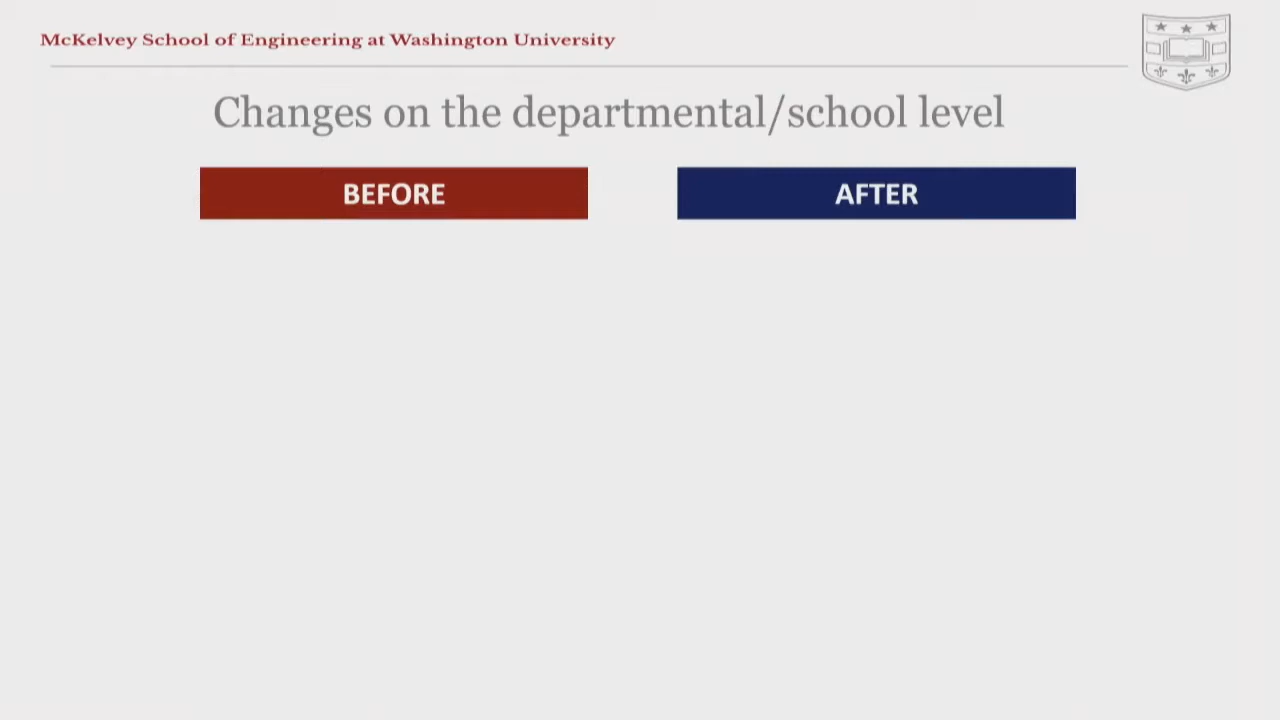 McKelvey School of Engineering at Washington University
Changes on the departmental/school level
BEFORE
AFTER